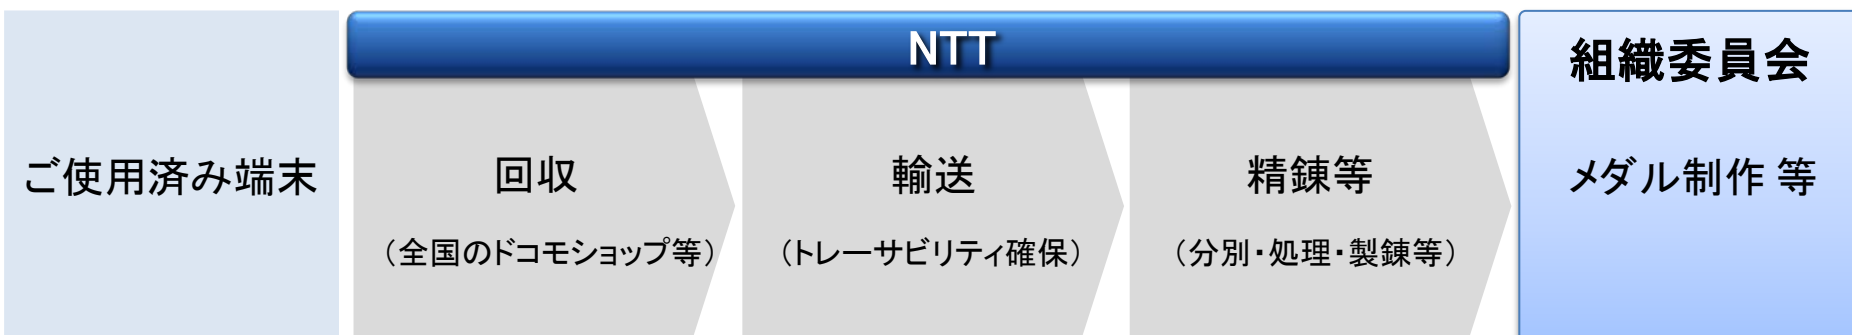 NTT
組織委員会
ご使用済み端末
回収
輸送
精錬等
メダル制作 等
（全国のドコモショップ等）
（トレーサビリティ確保）
（分別・処理・製錬等）